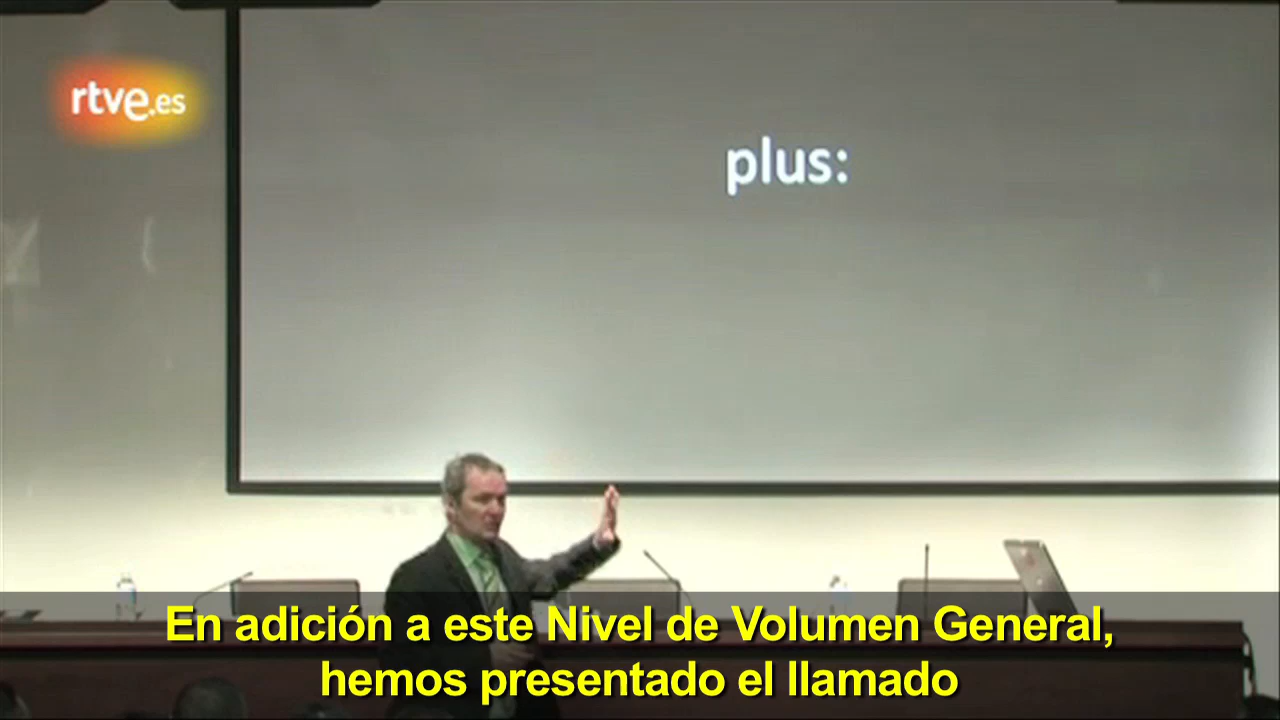 rtve.es
plus:
En adición a este Nivel de Volumen General,
hemos presentado el llamado